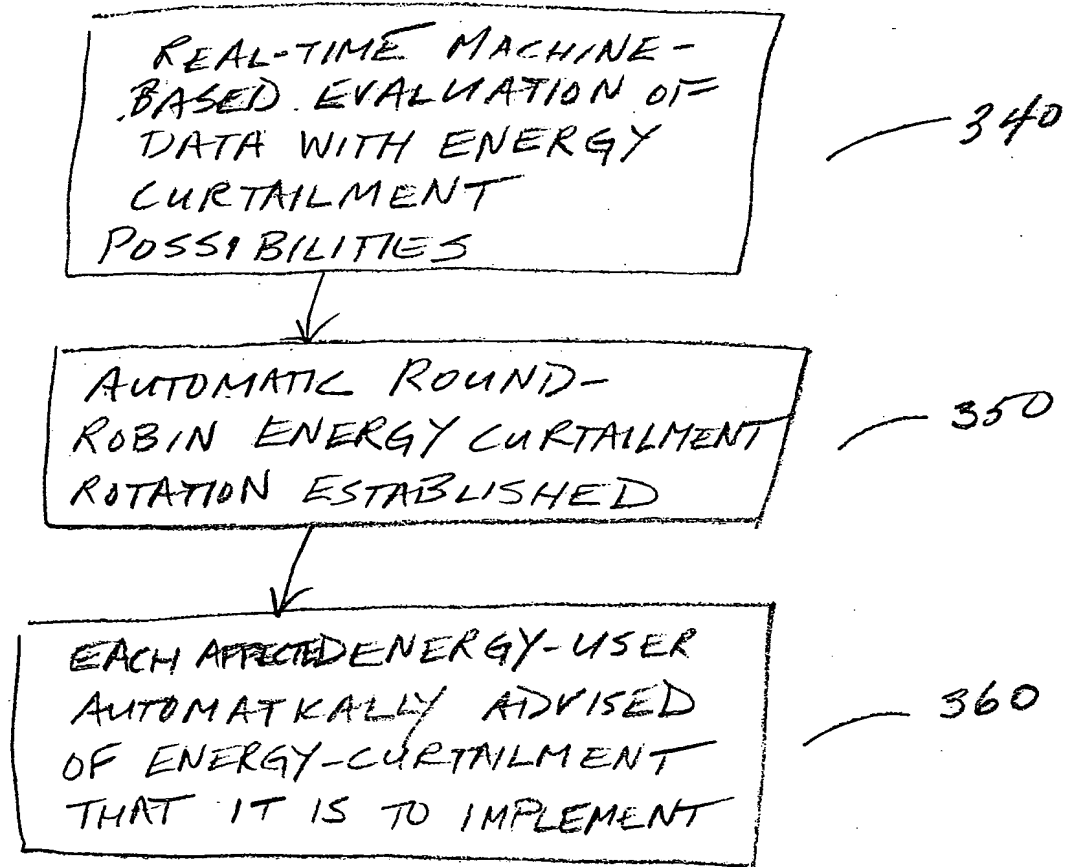 REAL-TIME MACHINE-
BASED EVALUATION OF
DATA WITH ENERGY
CURTAILMENT
POSSIBILITIES
340
AUTOMATIC ROUND-
ROBIN ENERGY CURTAILMENT
ROTATION ESTABLISHED
350
EACH AFFECTED ENERGY-USER
AUTOMATICALLY ADVISED
OF ENERGY-CURTAILMENT
THAT IT IS TO IMPLEMENT
360